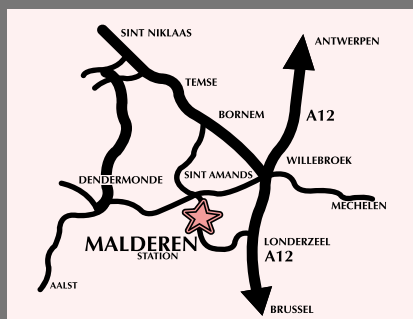 SINT NIKLAAS
ANTWERPEN
TEMSE
BORNEM
A12
WILLEBROEK
SINT AMANDS
DENDERMONDE
MECHELEN
MALDEREN
STATION
LONDERZEEL
A12
AALST
BRUSSEL